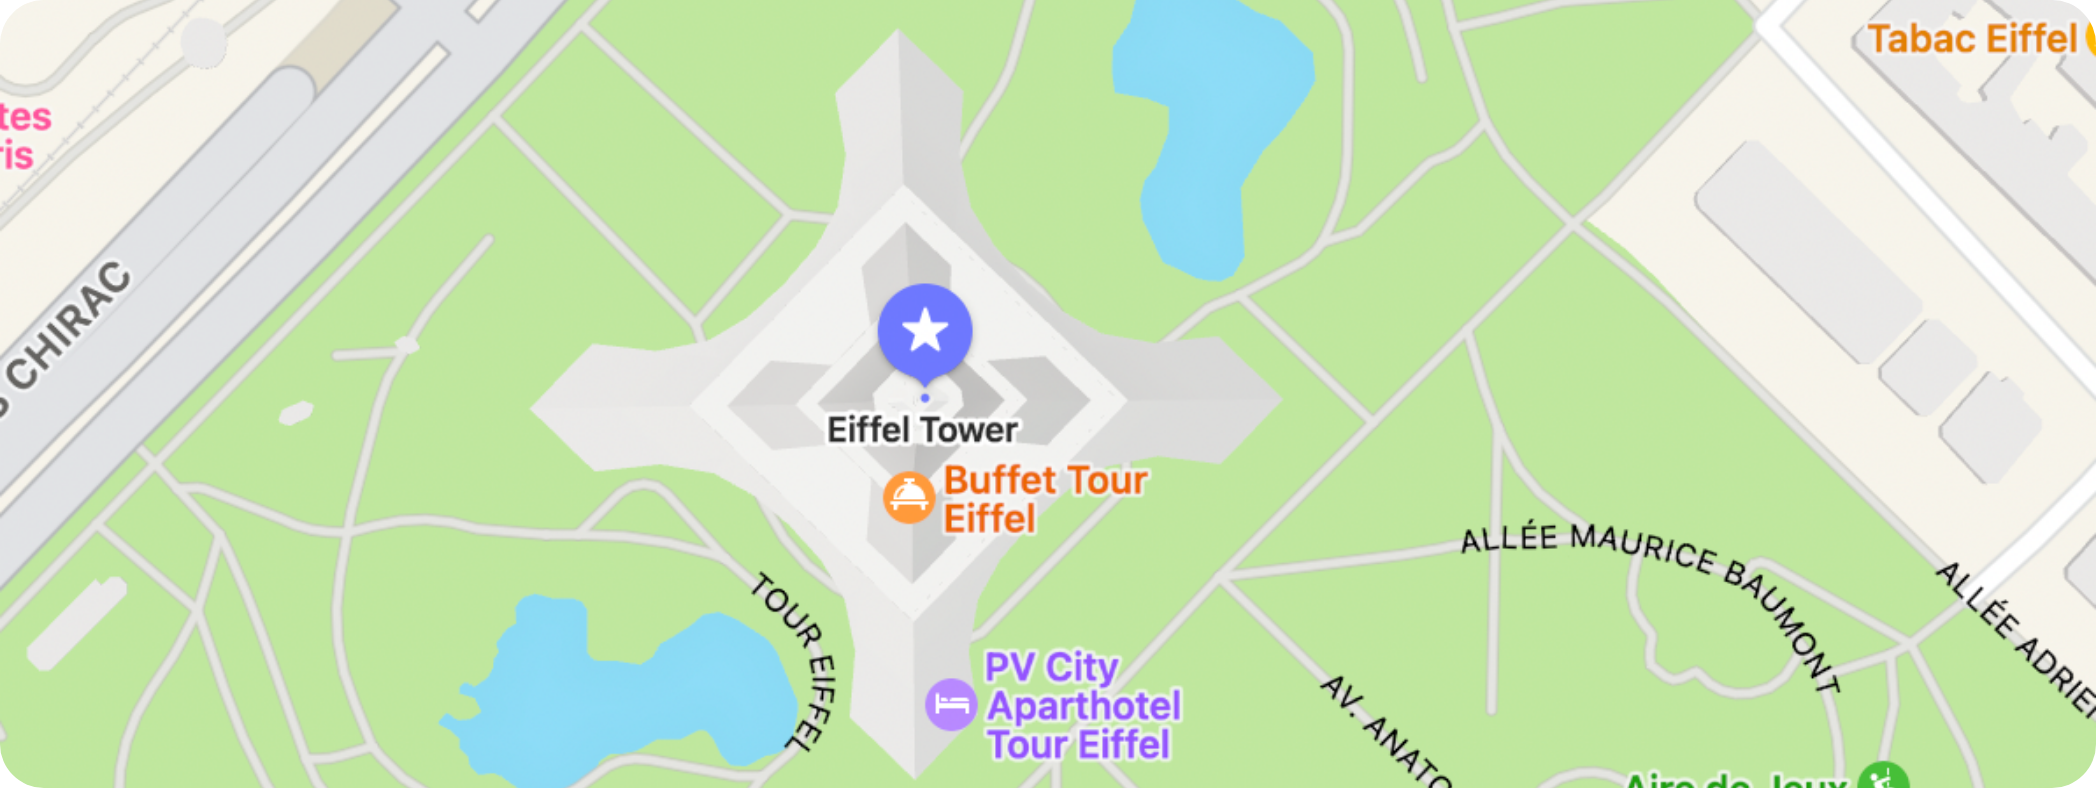 Tabac Eiffel
tes
ris
CHIRAC
Eiffel Tower
Buffet Tour
Eiffel
ALLÉE MAURICE BAUMONT
TOUR EIFFEL
PV City
Aparthotel
Tour Eiffel
AV. ANATO
ALLÉE ADRIEN
Aire de Jeux